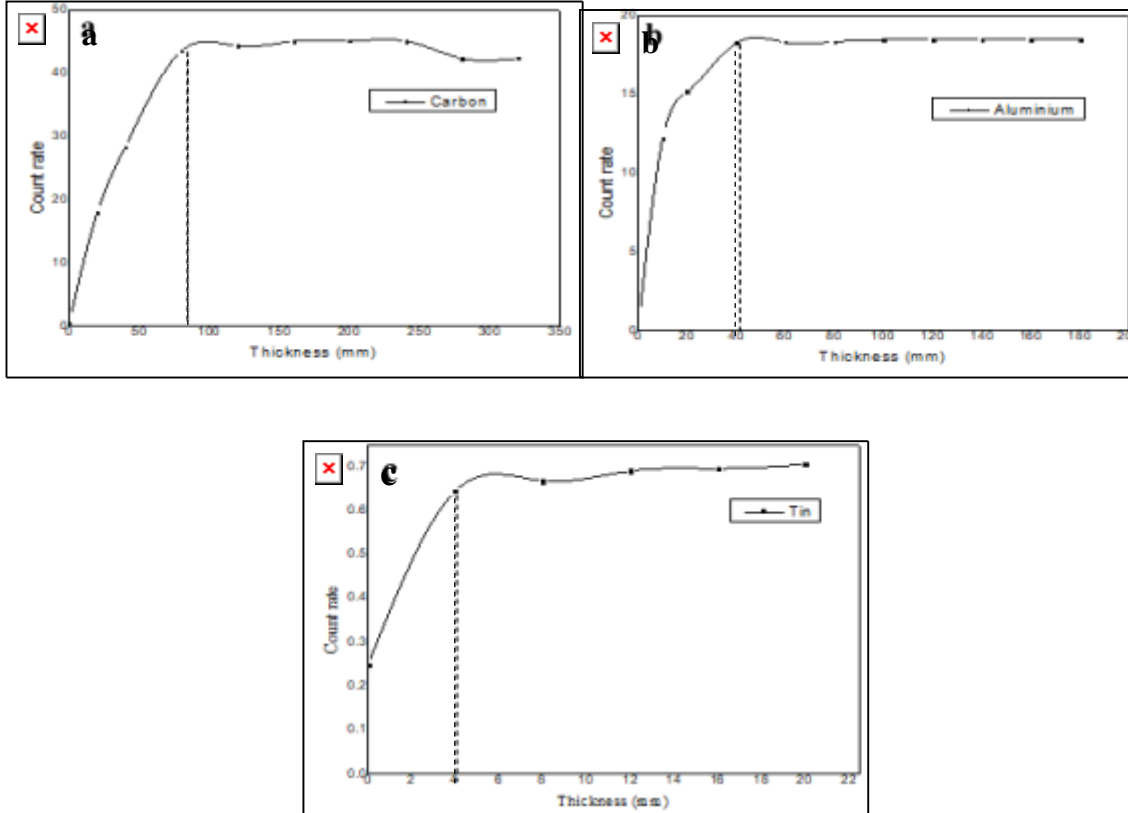 a
50
40
30
20
10
0
Count rate
Carbon
0 50 100 150 200 250 300 350
Thickness (mm)
b
20
15
10
5
0
Count rate
Aluminium
0 20 40 60 80 100 120 140 160 180 200
Thickness (mm)
c
0.7
0.6
0.5
0.4
0.3
0.2
0.1
0.0
Count rate
Tin
0 2 4 6 8 10 12 14 16 18 20 22
Thickness (mm)